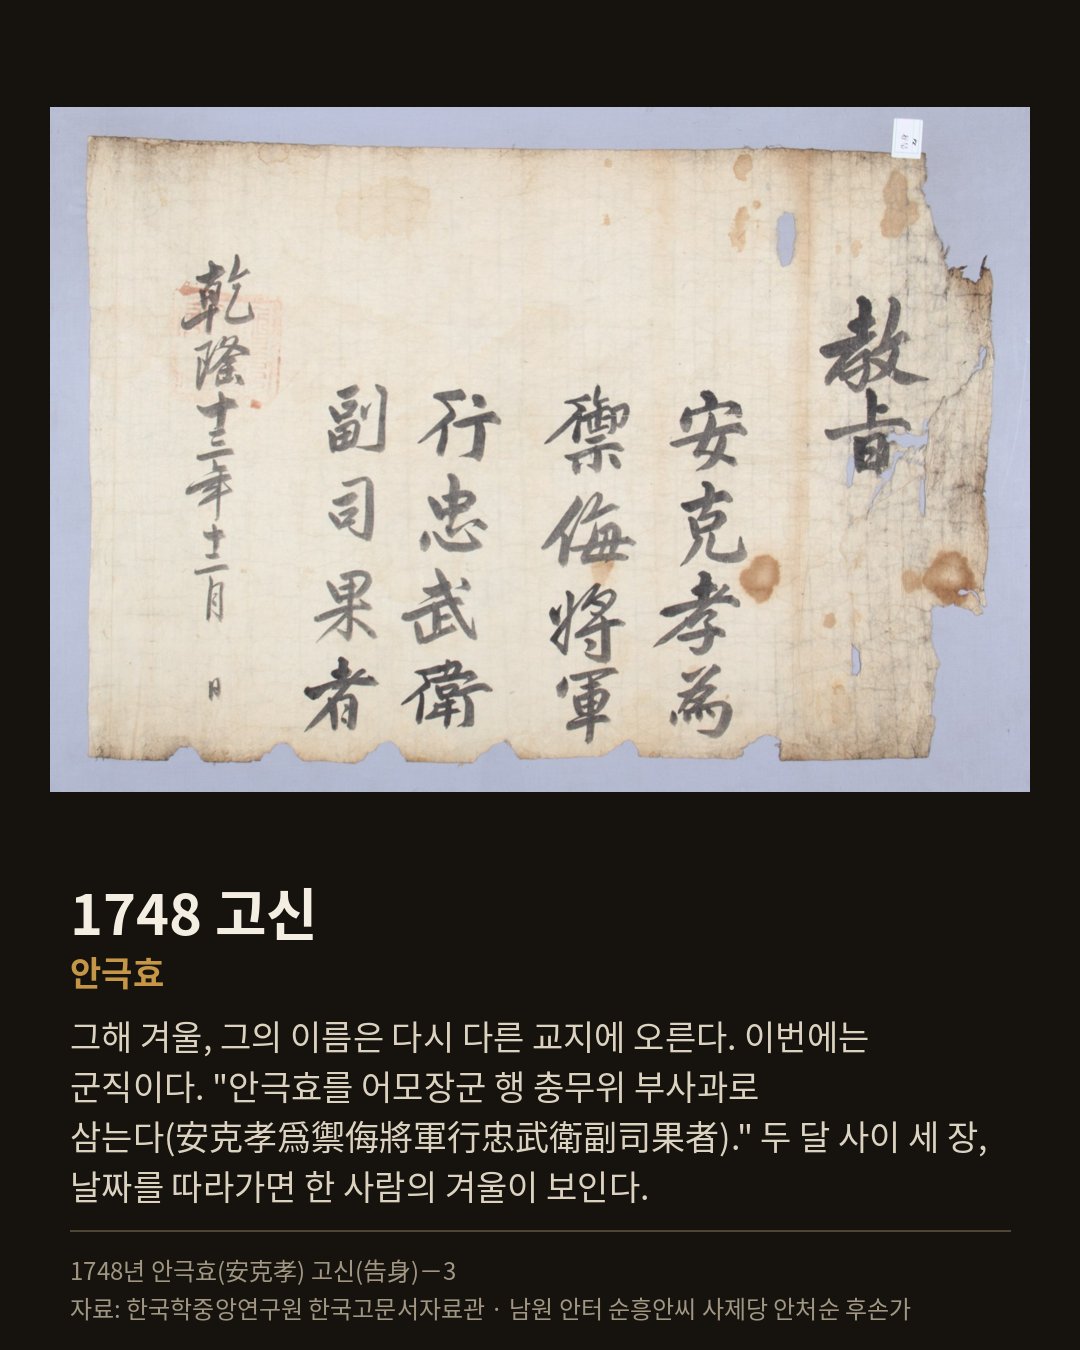 敎
旨
安克孝為
禦侮將軍
行忠武衛
副司果者
乾隆十三年十二月 日
1748 고신
안극효
그해 겨울, 그의 이름은 다시 다른 교지에 오른다. 이번에는
군직이다. "안극효를 어모장군 행 충무위 부사과로
삼는다(安克孝爲禦侮將軍行忠武衛副司果者)." 두 달 사이 세 장,
날짜를 따라가면 한 사람의 겨울이 보인다.
1748년 안극효(安克孝) 고신(告身)－3
자료: 한국학중앙연구원 한국고문서자료관 · 남원 안터 순흥안씨 사제당 안처순 후손가